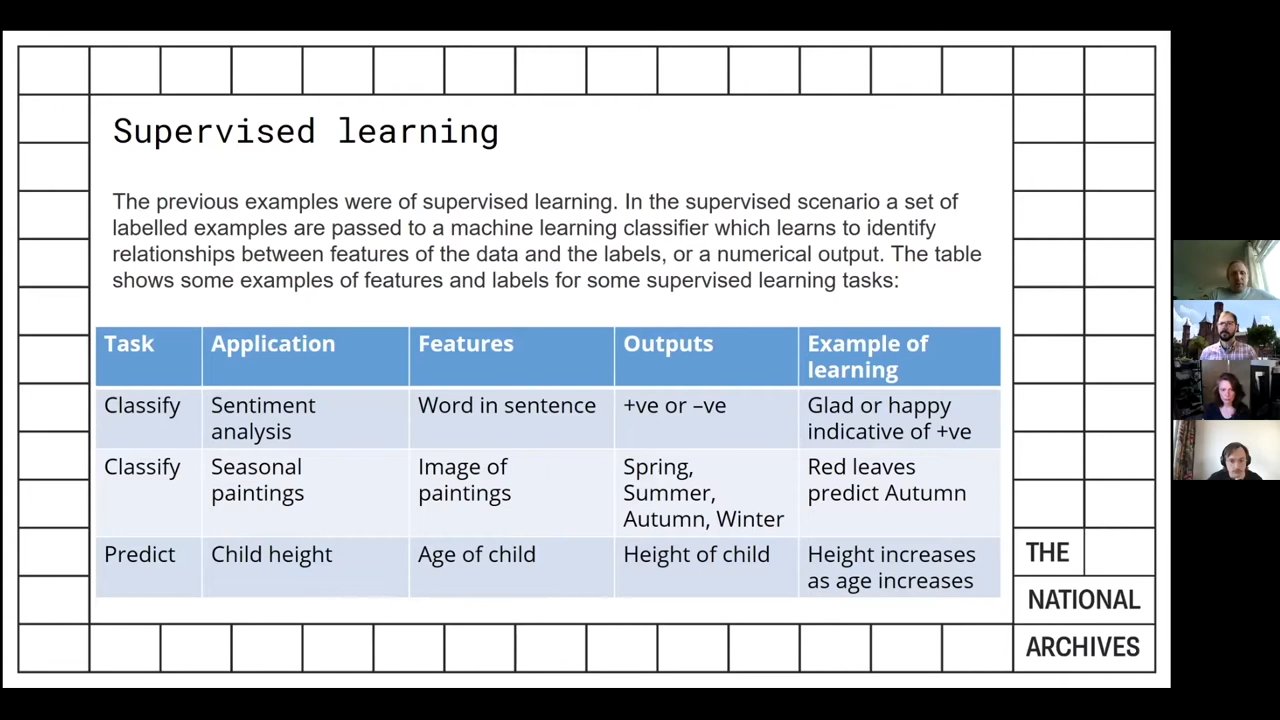 Supervised learning
The previous examples were of supervised learning. In the supervised scenario a set of
labelled examples are passed to a machine learning classifier which learns to identify
relationships between features of the data and the labels, or a numerical output. The table
shows some examples of features and labels for some supervised learning tasks:
Task Application Features Outputs Example of
learning
Classify Sentiment Word in sentence +ve or –ve Glad or happy
analysis indicative of +ve
Classify Seasonal Image of Spring, Red leaves
paintings paintings Summer, predict Autumn
Autumn, Winter
Predict Child height Age of child Height of child Height increases
as age increases
THE
NATIONAL
ARCHIVES